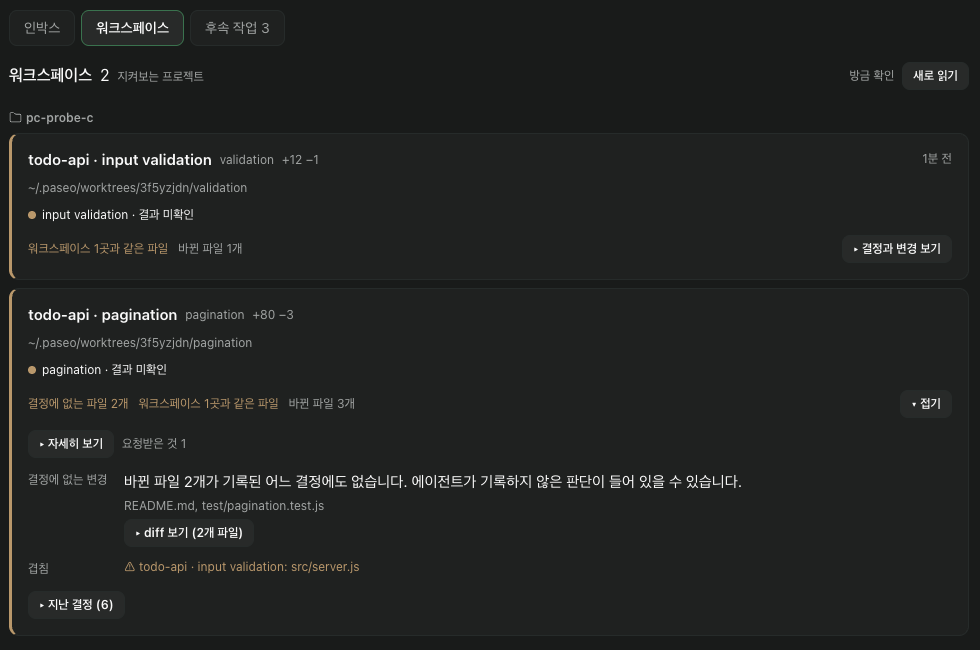 인박스 워크스페이스 후속 작업 3
워크스페이스 2 지켜보는 프로젝트 방금 확인 새로 읽기
pc-probe-c
todo-api · input validation validation +12 −1 1분 전
~/.paseo/worktrees/3f5yzjdn/validation
input validation · 결과 미확인
워크스페이스 1곳과 같은 파일 바뀐 파일 1개 ▸ 결정과 변경 보기
todo-api · pagination pagination +80 −3
~/.paseo/worktrees/3f5yzjdn/pagination
pagination · 결과 미확인
결정에 없는 파일 2개 워크스페이스 1곳과 같은 파일 바뀐 파일 3개 ▾ 접기
▸ 자세히 보기 요청받은 것 1
결정에 없는 변경 바뀐 파일 2개가 기록된 어느 결정에도 없습니다. 에이전트가 기록하지 않은 판단이 들어 있을 수 있습니다.
README.md, test/pagination.test.js
▸ diff 보기 (2개 파일)
겹침 ⚠ todo-api · input validation: src/server.js
▸ 지난 결정 (6)